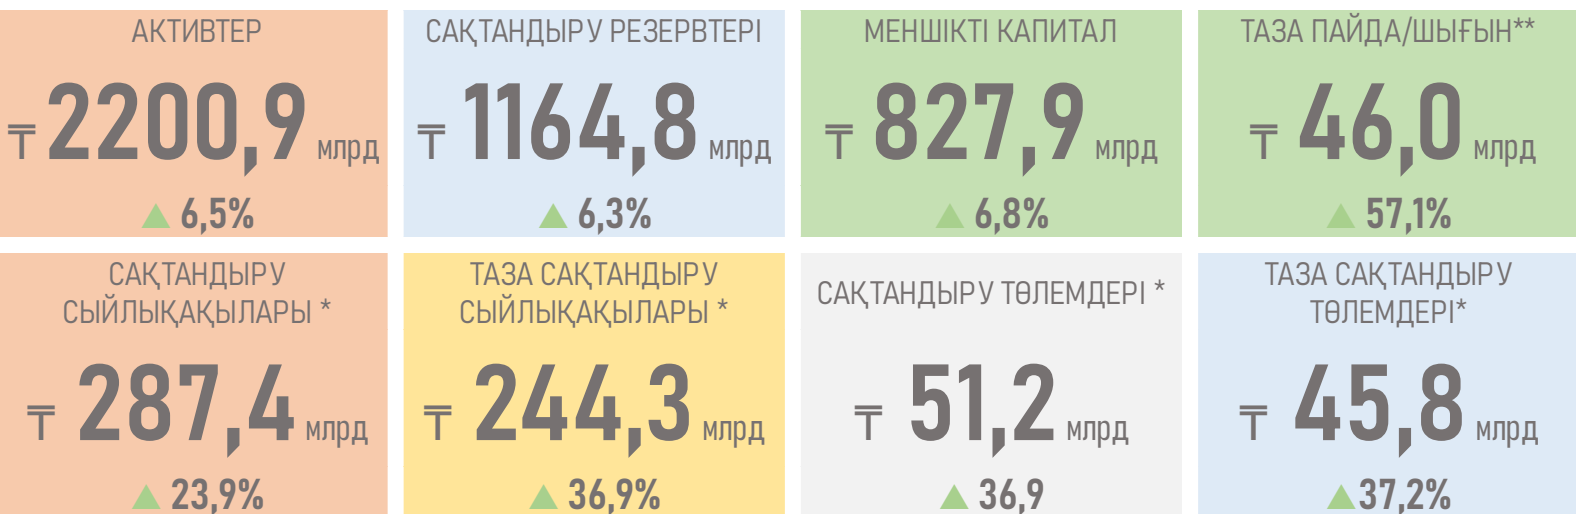 АКТИВТЕР
₸ 2200,9 млрд
▲ 6,5%
САҚТАНДЫРУ РЕЗЕРВТЕРІ
₸ 1164,8 млрд
▲ 6,3%
МЕНШІКТІ КАПИТАЛ
₸ 827,9 млрд
▲ 6,8%
ТАЗА ПАЙДА/ШЫҒЫН**
₸ 46,0 млрд
▲ 57,1%
САҚТАНДЫРУ
СЫЙЛЫҚАҚЫЛАРЫ *
₸ 287,4 млрд
▲ 23,9%
ТАЗА САҚТАНДЫРУ
СЫЙЛЫҚАҚЫЛАРЫ *
₸ 244,3 млрд
▲ 36,9%
САҚТАНДЫРУ ТӨЛЕМДЕРІ *
₸ 51,2 млрд
▲ 36,9
ТАЗА САҚТАНДЫРУ
ТӨЛЕМДЕРІ*
₸ 45,8 млрд
▲37,2%